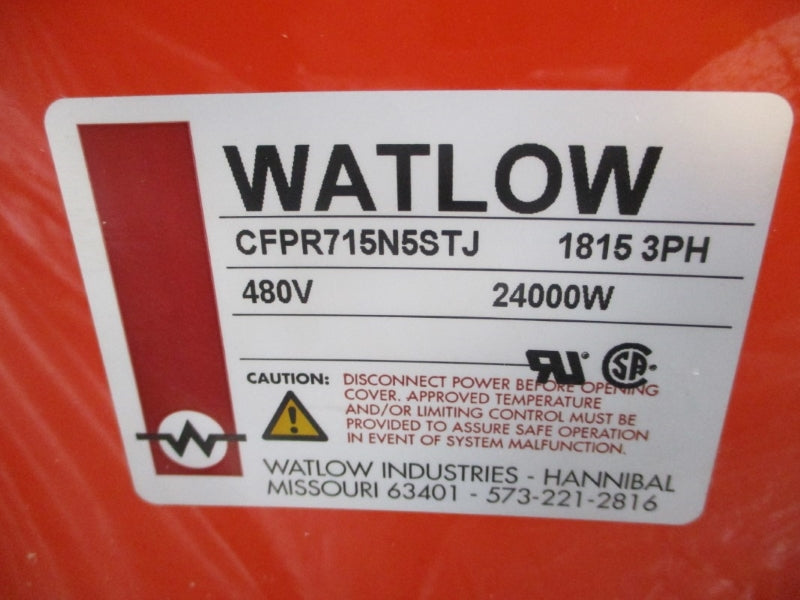 WATLOW
CFPR715N5STJ 1815 3PH
480V 24000W
RU SA
CAUTION: DISCONNECT POWER BEFORE OPENING
COVER. APPROVED TEMPERATURE
AND/OR LIMITING CONTROL MUST BE
PROVIDED TO ASSURE SAFE OPERATION
IN EVENT OF SYSTEM MALFUNCTION.
W
WATLOW INDUSTRIES - HANNIBAL
MISSOURI 63401 - 573-221-2816